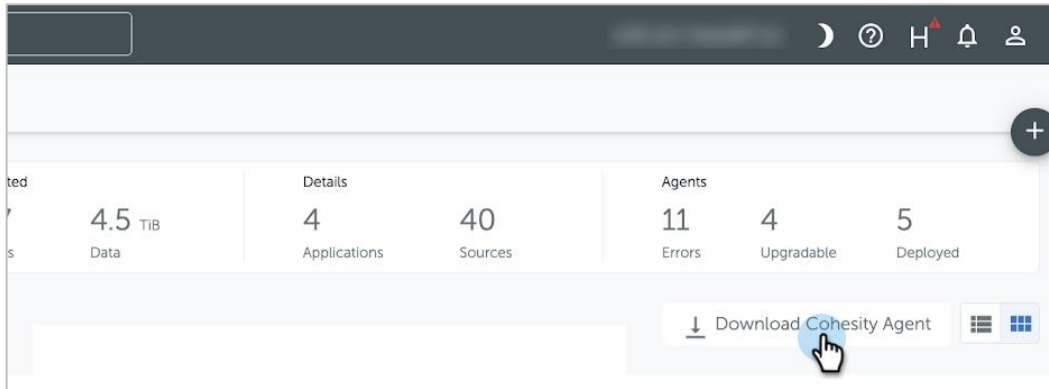 H
+
ted Details Agents
7 4.5 TiB 4 40 11 4 5
s Data Applications Sources Errors Upgradable Deployed
Download Cohesity Agent